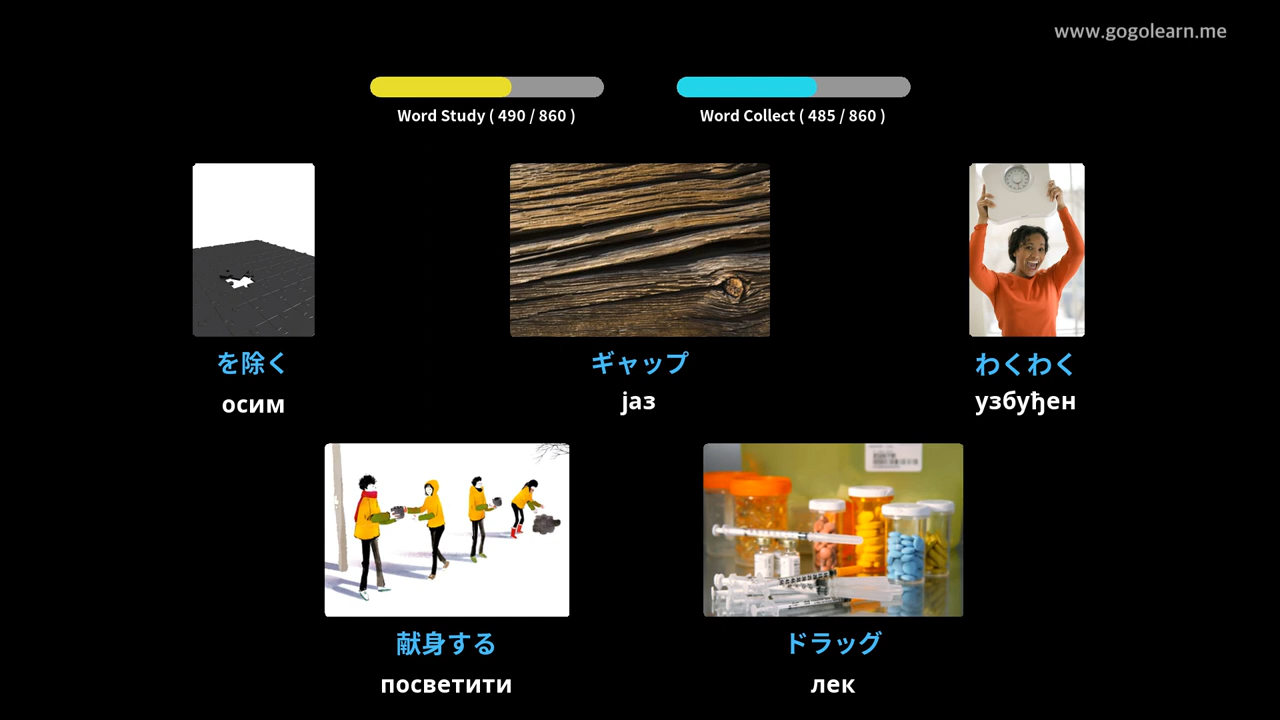 www.gogolearn.me
Word Study ( 490 / 860 )
Word Collect ( 485 / 860 )
を除く
осим
ギャップ
јаз
わくわく
узбуђен
献身する
посветити
ドラッグ
лек